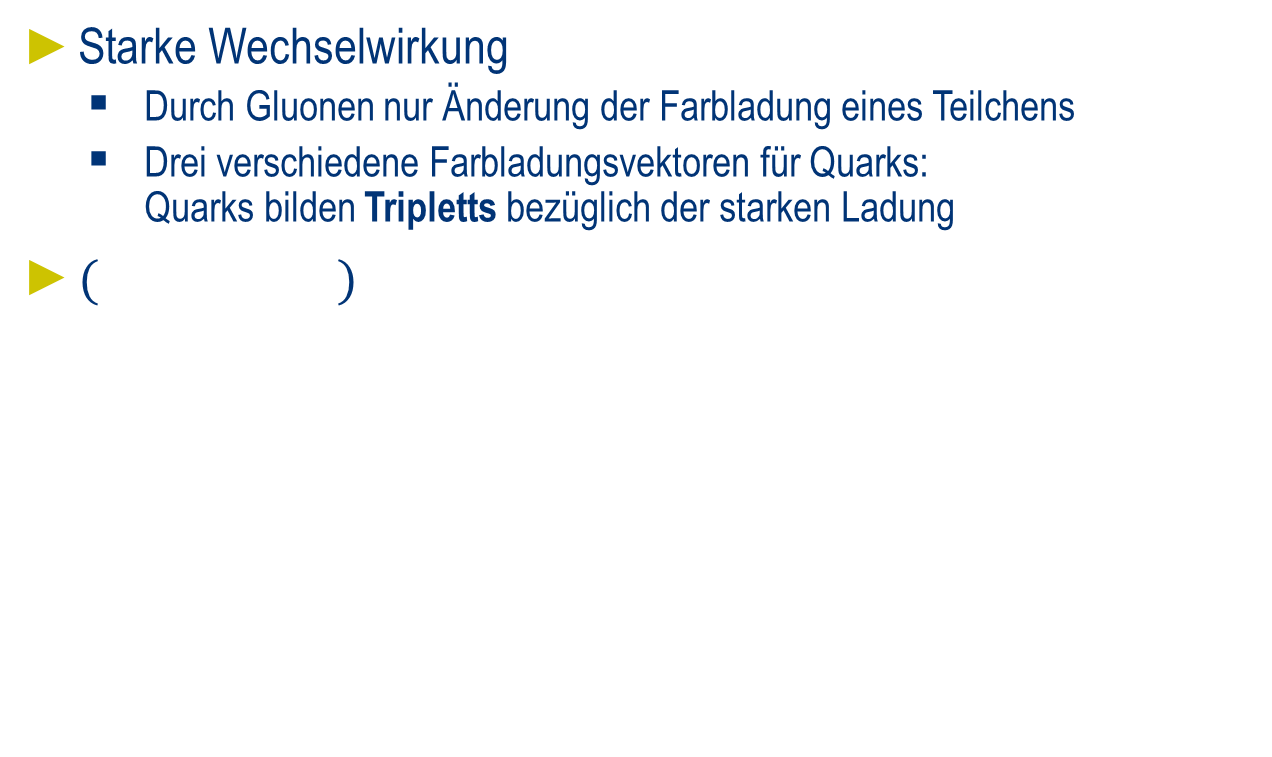 ► Starke Wechselwirkung
▪ Durch Gluonen nur Änderung der Farbladung eines Teilchens
▪ Drei verschiedene Farbladungsvektoren für Quarks:
Quarks bilden Tripletts bezüglich der starken Ladung
► ( )